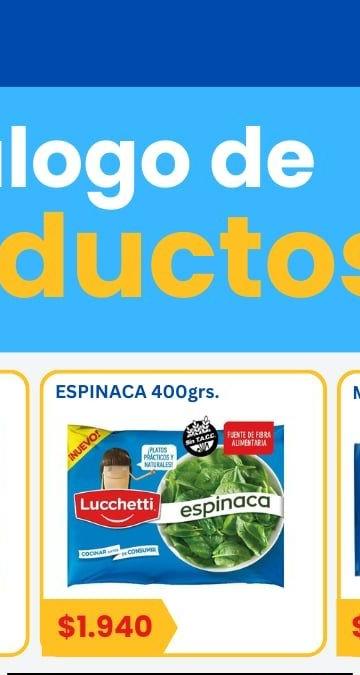 álogo de
ductos
ESPINACA 400grs.
¡NUEVO!
¡PLATOS
PRÁCTICOS Y
NATURALES!
Sin T.A.C.C.
FUENTE DE FIBRA
ALIMENTARIA
Lucchetti
espinaca
COCINAR ANTES DE CONSUMIR
$1.940
M
$